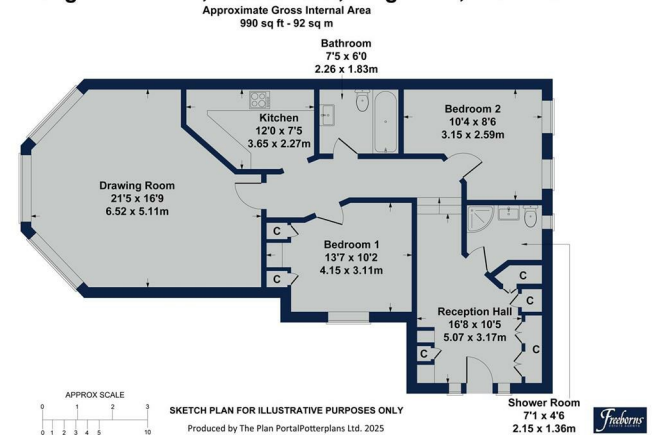 Approximate Gross Internal Area
990 sq ft - 92 sq m
Bathroom
7'5 x 6'0
2.26 x 1.83m
Kitchen
12'0 x 7'5
3.65 x 2.27m
Bedroom 2
10'4 x 8'6
3.15 x 2.59m
Drawing Room
21'5 x 16'9
6.52 x 5.11m
C
Bedroom 1
13'7 x 10'2
4.15 x 3.11m
C
C
C
Reception Hall
16'8 x 10'5
5.07 x 3.17m
C
C
APPROX SCALE
0 1 2 3
0 1 2 3 4 5 10
SKETCH PLAN FOR ILLUSTRATIVE PURPOSES ONLY
Produced by The Plan PortalPotterplans Ltd. 2025
Shower Room
7'1 x 4'6
2.15 x 1.36m
Freeborns